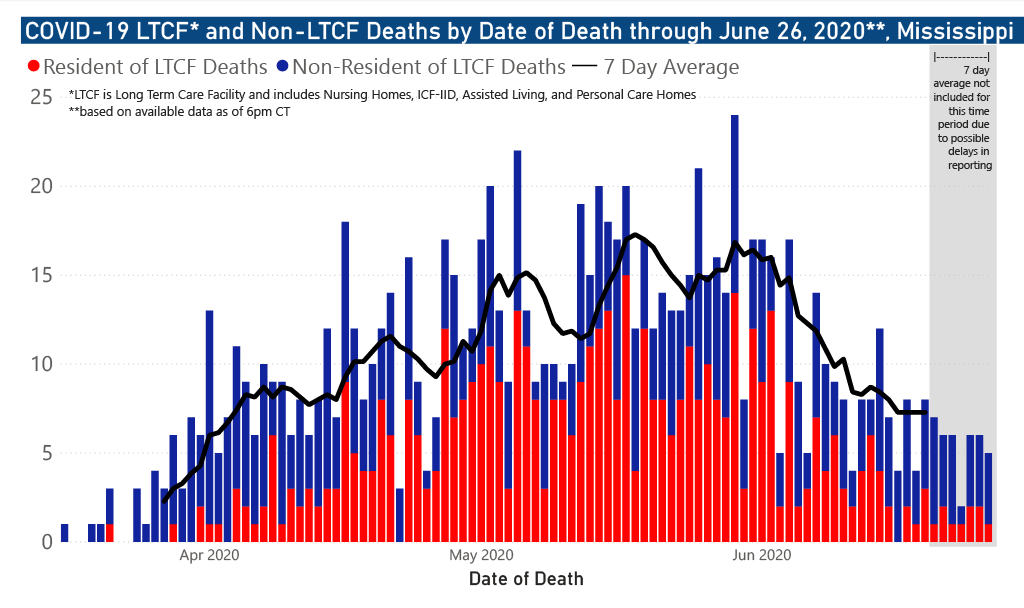 COVID-19 LTCF* and Non-LTCF Deaths by Date of Death through June 26, 2020**, Mississippi
Resident of LTCF Deaths Non-Resident of LTCF Deaths 7 Day Average
*LTCF is Long Term Care Facility and includes Nursing Homes, ICF-IID, Assisted Living, and Personal Care Homes
**based on available data as of 6pm CT
|------------|
7 day
average not
included for
this time
period due
to possible
delays in
reporting
25
20
15
10
5
0
Apr 2020 May 2020 Jun 2020
Date of Death